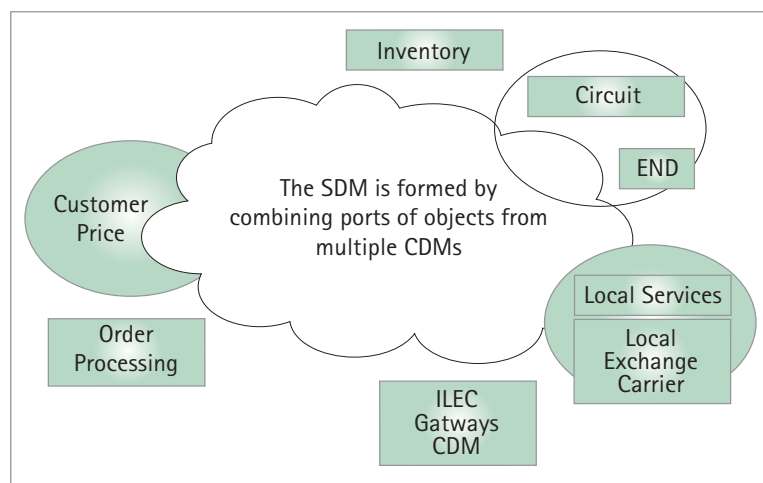 Inventory
Circuit
END
The SDM is formed by
combining ports of objects from
multiple CDMs
Customer
Price
Local Services
Local
Exchange
Carrier
Order
Processing
ILEC
Gatways
CDM